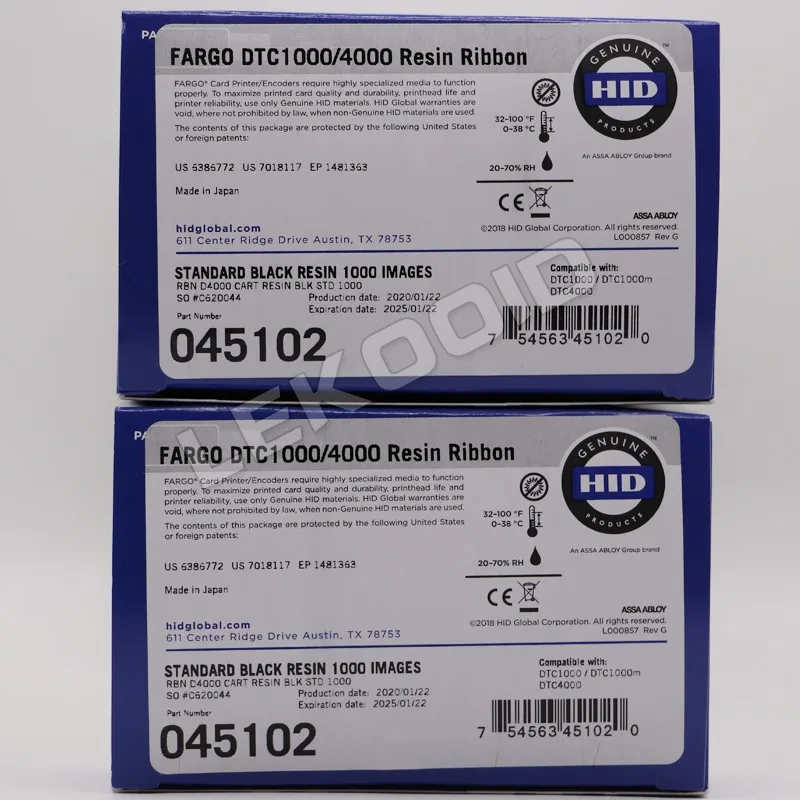 PA
FARGO DTC1000/4000 Resin Ribbon
GENUINE
HID
PRODUCTS
™
An ASSA ABLOY Group brand
FARGO® Card Printer/Encoders require highly specialized media to function
properly. To maximize printed card quality and durability, printhead life and
printer reliability, use only Genuine HID materials. HID Global warranties are
void, where not prohibited by law, when non-Genuine HID materials are used.
The contents of this package are protected by the following United States
or foreign patents:
32-100 °F
0-38 °C
US 6386772 US 7018117 EP 1481363
20-70% RH
Made in Japan
CE
ASSA ABLOY
hidglobal.com
©2018 HID Global Corporation. All rights reserved.
611 Center Ridge Drive Austin, TX 78753
L000857 Rev G
STANDARD BLACK RESIN 1000 IMAGES
RBN D4000 CART RESIN BLK STD 1000
SO #C620044 Production date: 2020/01/22
Expiration date: 2025/01/22
Compatible with:
DTC1000 / DTC1000m
DTC4000
Part Number
045102
7 54563 45102 0
LEKOOID
PA
FARGO DTC1000/4000 Resin Ribbon
GENUINE
HID
PRODUCTS
™
An ASSA ABLOY Group brand
FARGO® Card Printer/Encoders require highly specialized media to function
properly. To maximize printed card quality and durability, printhead life and
printer reliability, use only Genuine HID materials. HID Global warranties are
void, where not prohibited by law, when non-Genuine HID materials are used.
The contents of this package are protected by the following United States
or foreign patents:
32-100 °F
0-38 °C
US 6386772 US 7018117 EP 1481363
20-70% RH
Made in Japan
CE
ASSA ABLOY
hidglobal.com
©2018 HID Global Corporation. All rights reserved.
611 Center Ridge Drive Austin, TX 78753
L000857 Rev G
STANDARD BLACK RESIN 1000 IMAGES
RBN D4000 CART RESIN BLK STD 1000
SO #C620044 Production date: 2020/01/22
Expiration date: 2025/01/22
Compatible with:
DTC1000 / DTC1000m
DTC4000
Part Number
045102
7 54563 45102 0